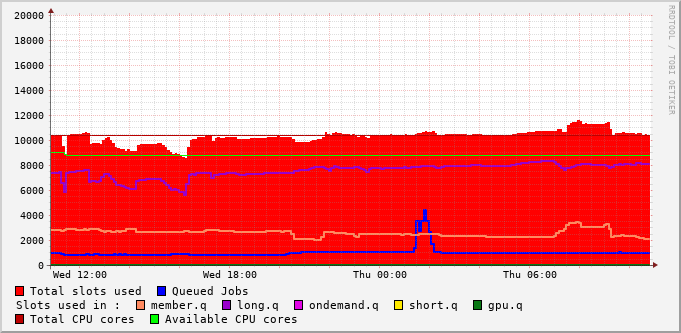 RRDTOOL / TOBI OETIKER
20000
18000
16000
14000
12000
10000
8000
6000
4000
2000
0
Wed 12:00 Wed 18:00 Thu 00:00 Thu 06:00
Total slots used Queued Jobs
Slots used in : member.q long.q ondemand.q short.q gpu.q
Total CPU cores Available CPU cores